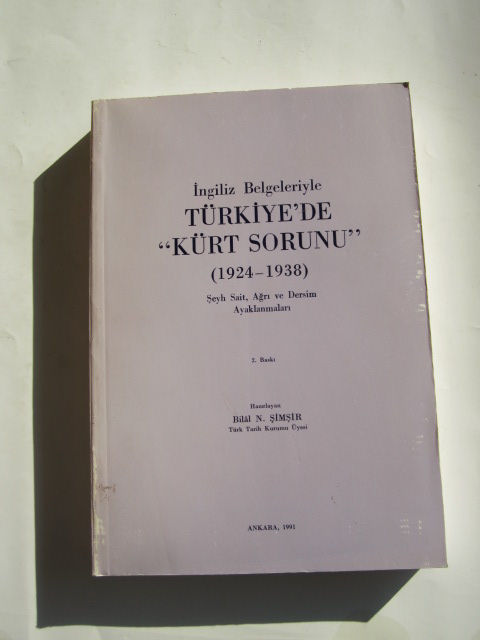 İngiliz Belgeleriyle
TÜRKİYE'DE
“KÜRT SORUNU”
(1924-1938)
Şeyh Sait, Ağrı ve Dersim
Ayaklanmaları
2. Baskı
Hazırlayan
Bilâl N. ŞİMŞİR
Türk Tarih Kurumu Üyesi
ANKARA, 1991